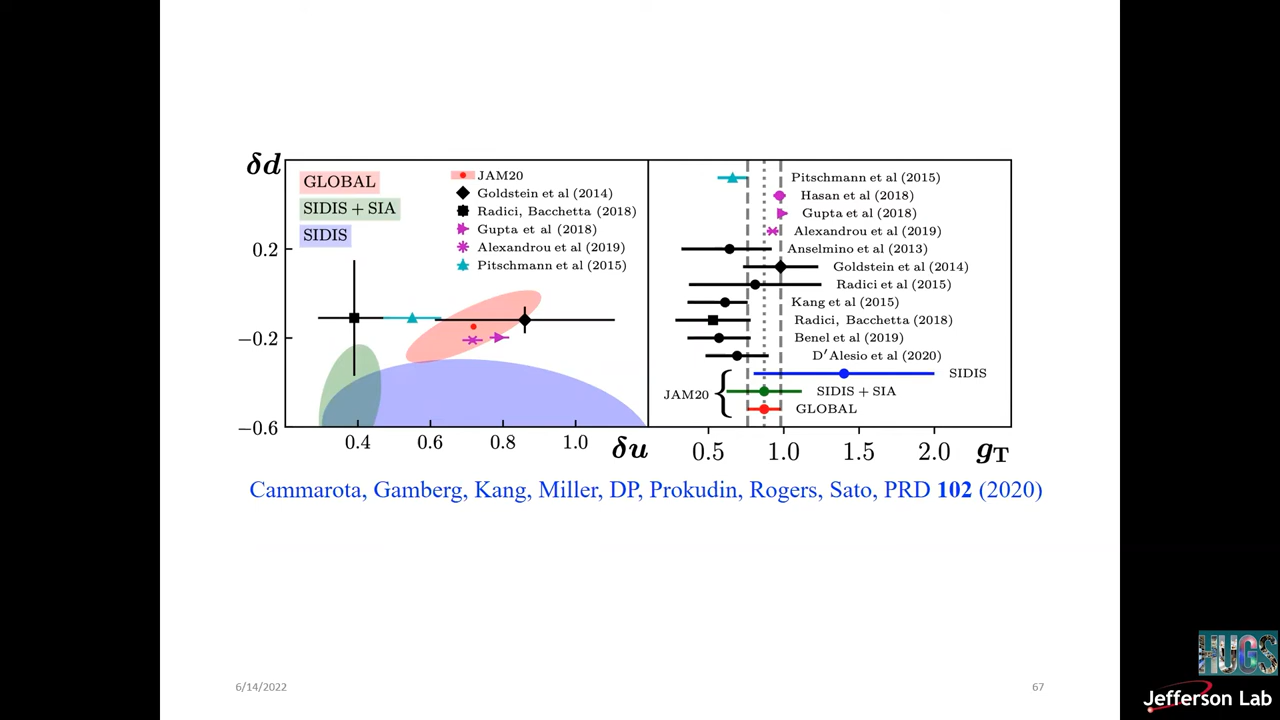 δd
GLOBAL
SIDIS + SIA
SIDIS
JAM20
Goldstein et al (2014)
Radici, Bacchetta (2018)
Gupta et al (2018)
Alexandrou et al (2019)
Pitschmann et al (2015)
0.2
−0.2
−0.6
0.4
0.6
0.8
1.0
δu
Pitschmann et al (2015)
Hasan et al (2018)
Gupta et al (2018)
Alexandrou et al (2019)
Anselmino et al (2013)
Goldstein et al (2014)
Radici et al (2015)
Kang et al (2015)
Radici, Bacchetta (2018)
Benel et al (2019)
D′Alesio et al (2020)
JAM20
SIDIS
SIDIS + SIA
GLOBAL
0.5
1.0
1.5
2.0
gT
Cammarota, Gamberg, Kang, Miller, DP, Prokudin, Rogers, Sato, PRD 102 (2020)
6/14/2022
67
HUGS
Jefferson Lab